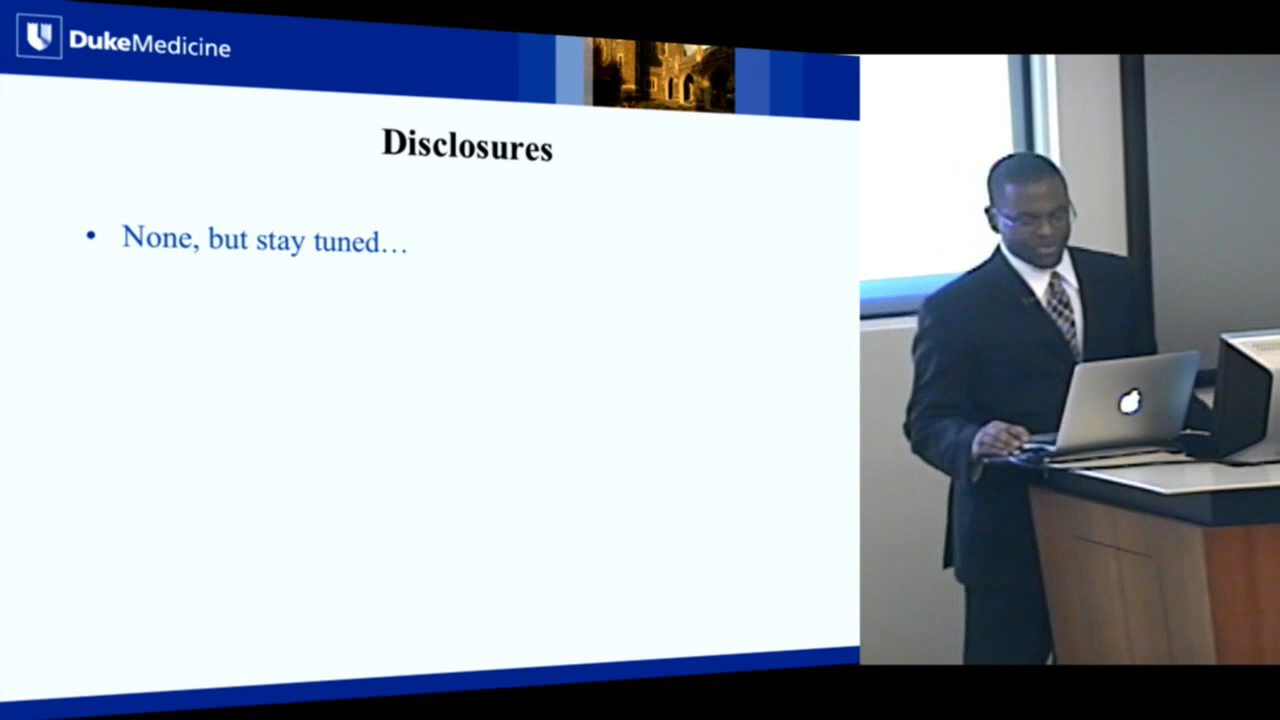 DukeMedicine
Disclosures
• None, but stay tuned…